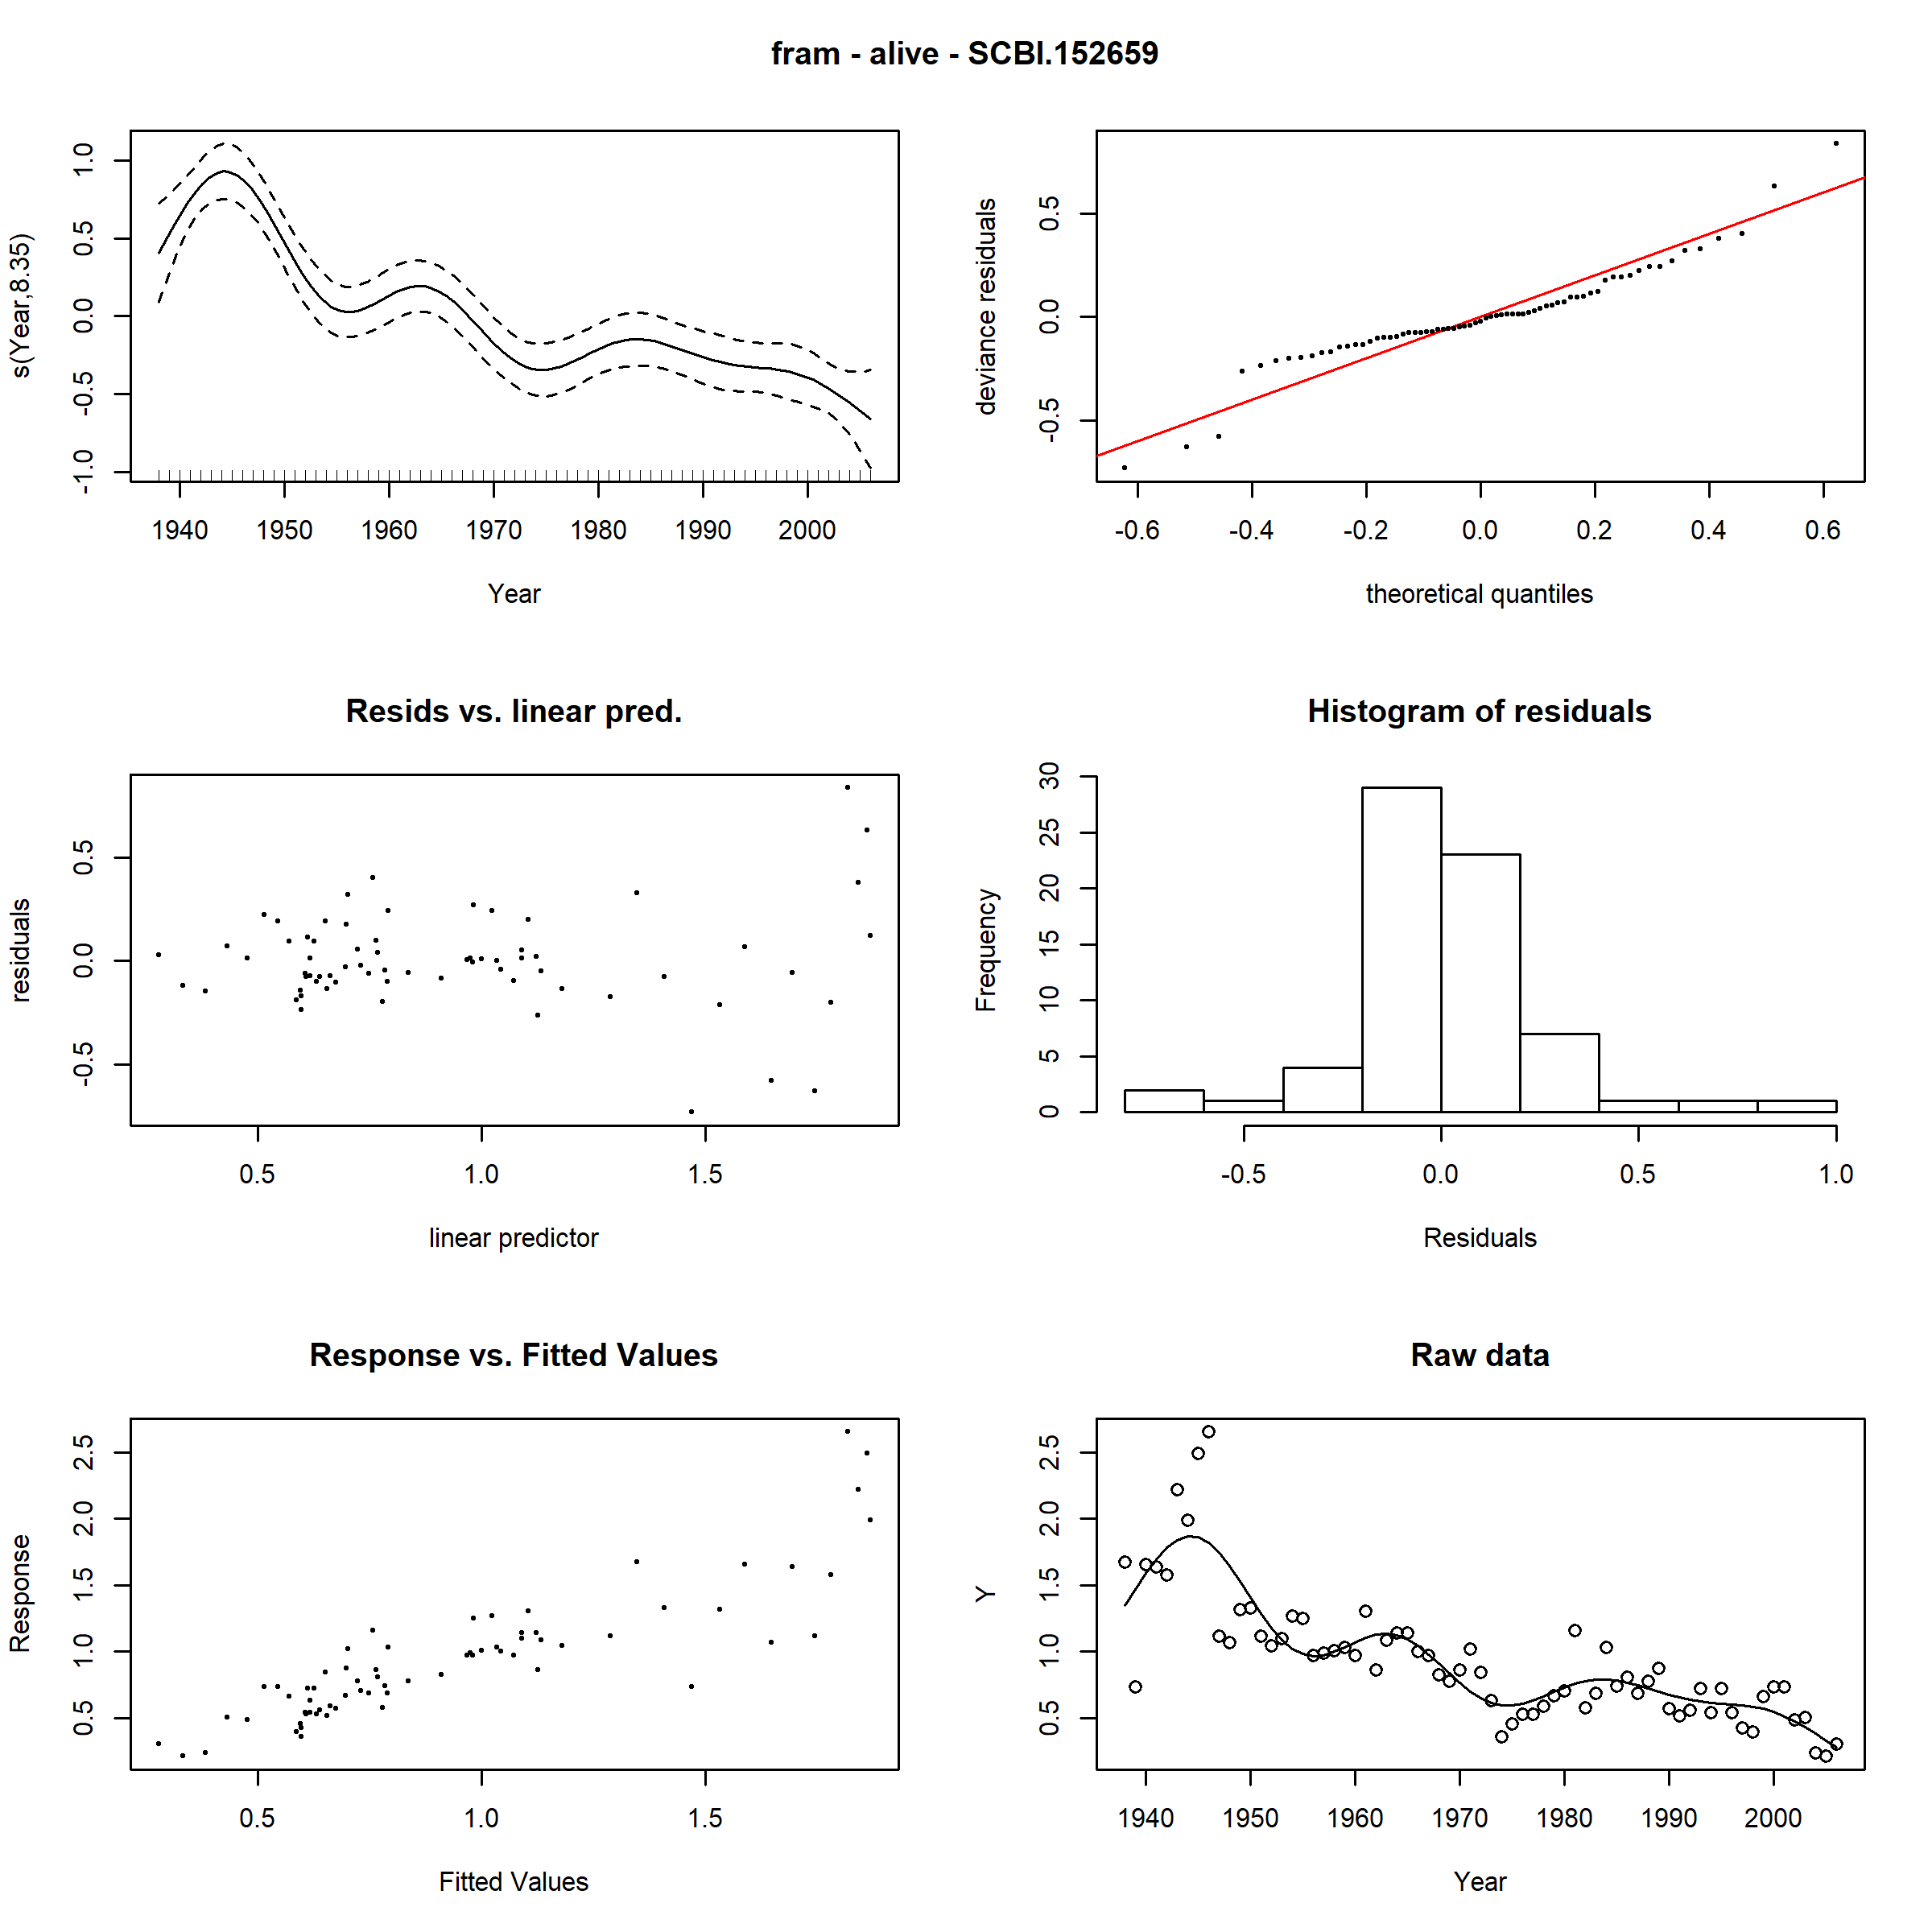 fram - alive - SCBI.152659
s(Year,8.35)
1.0
0.5
0.0
-0.5
-1.0
1940 1950 1960 1970 1980 1990 2000
Year
deviance residuals
0.5
0.0
-0.5
-0.6 -0.4 -0.2 0.0 0.2 0.4 0.6
theoretical quantiles
Resids vs. linear pred.
residuals
0.5
0.0
-0.5
0.5 1.0 1.5
linear predictor
Histogram of residuals
Frequency
30
25
20
15
10
5
0
-0.5 0.0 0.5 1.0
Residuals
Response vs. Fitted Values
Response
2.5
2.0
1.5
1.0
0.5
0.5 1.0 1.5
Fitted Values
Raw data
Y
2.5
2.0
1.5
1.0
0.5
1940 1950 1960 1970 1980 1990 2000
Year